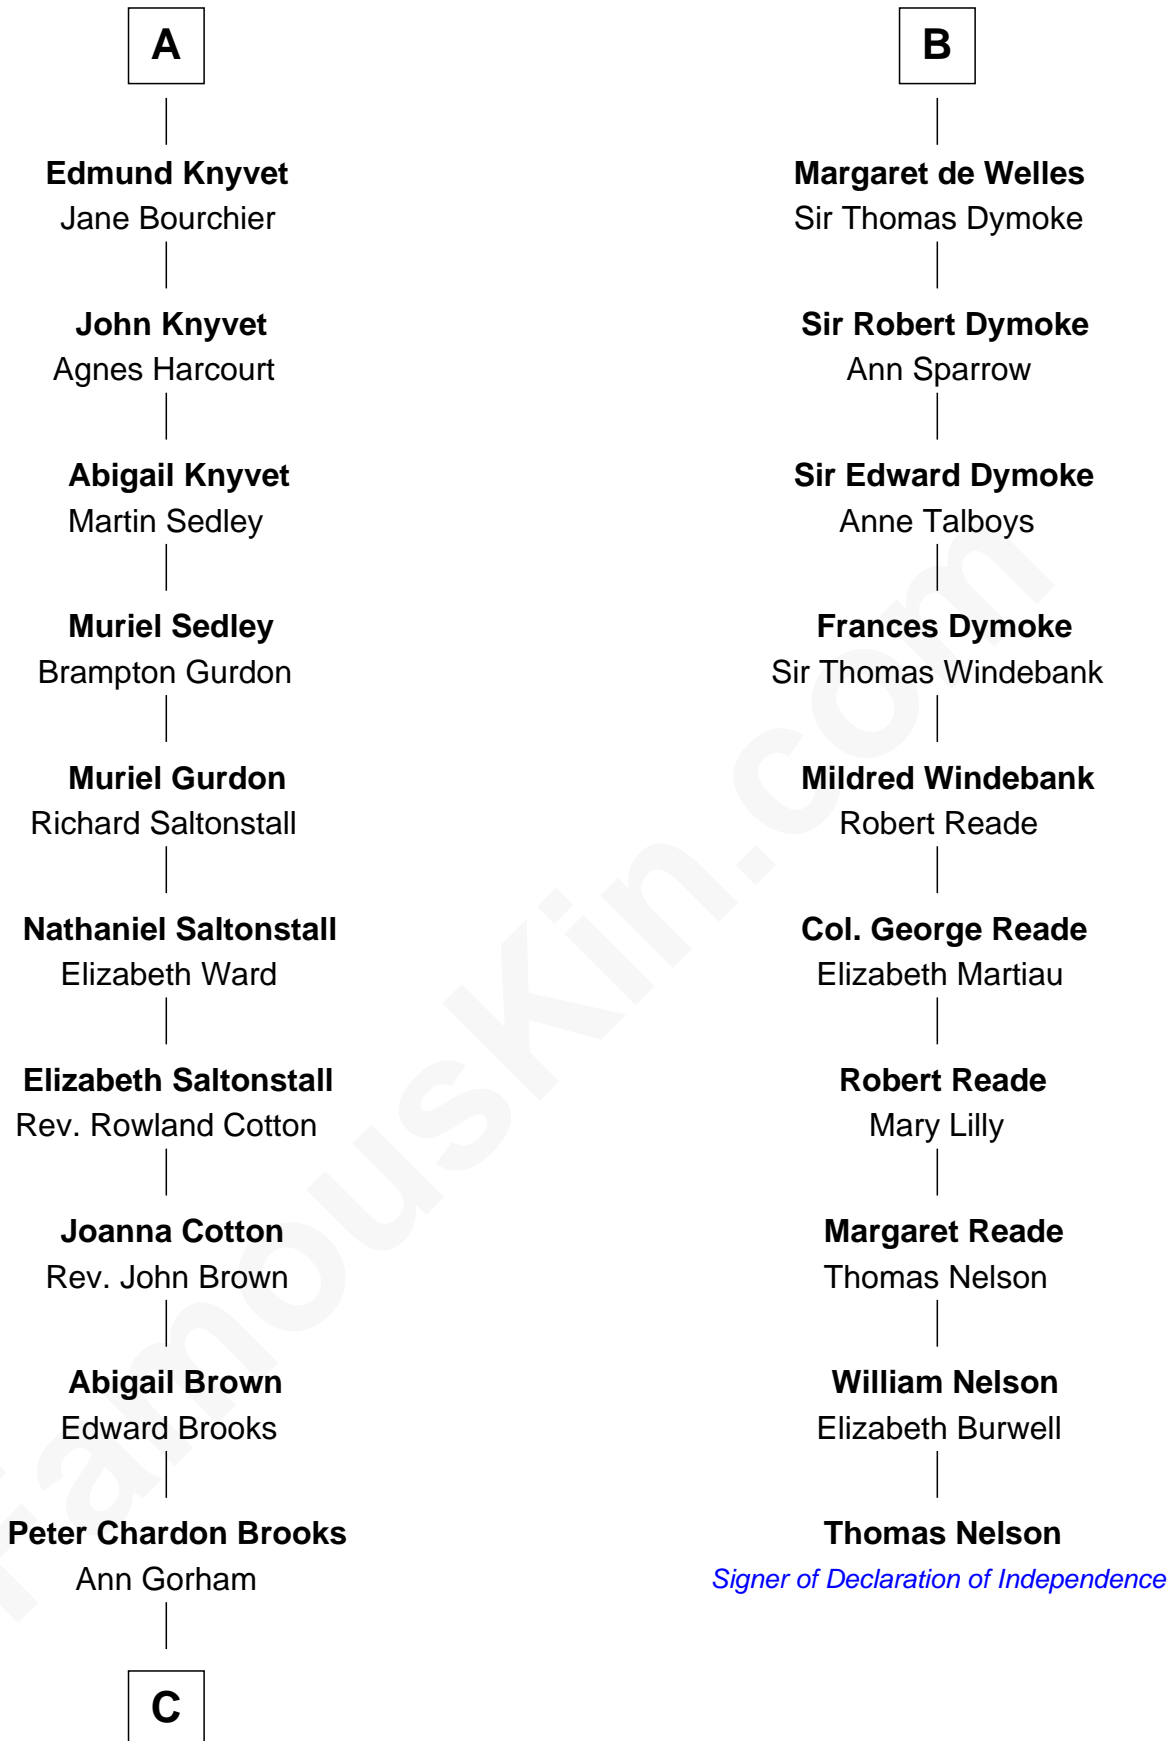 A
Edmund Knyvet
Jane Bourchier
John Knyvet
Agnes Harcourt
Abigail Knyvet
Martin Sedley
Muriel Sedley
Brampton Gurdon
Muriel Gurdon
Richard Saltonstall
Nathaniel Saltonstall
Elizabeth Ward
Elizabeth Saltonstall
Rev. Rowland Cotton
Joanna Cotton
Rev. John Brown
Abigail Brown
Edward Brooks
Peter Chardon Brooks
Ann Gorham
C
B
Margaret de Welles
Sir Thomas Dymoke
Sir Robert Dymoke
Ann Sparrow
Sir Edward Dymoke
Anne Talboys
Frances Dymoke
Sir Thomas Windebank
Mildred Windebank
Robert Reade
Col. George Reade
Elizabeth Martiau
Robert Reade
Mary Lilly
Margaret Reade
Thomas Nelson
William Nelson
Elizabeth Burwell
Thomas Nelson
Signer of Declaration of Independence
FamousKin.com